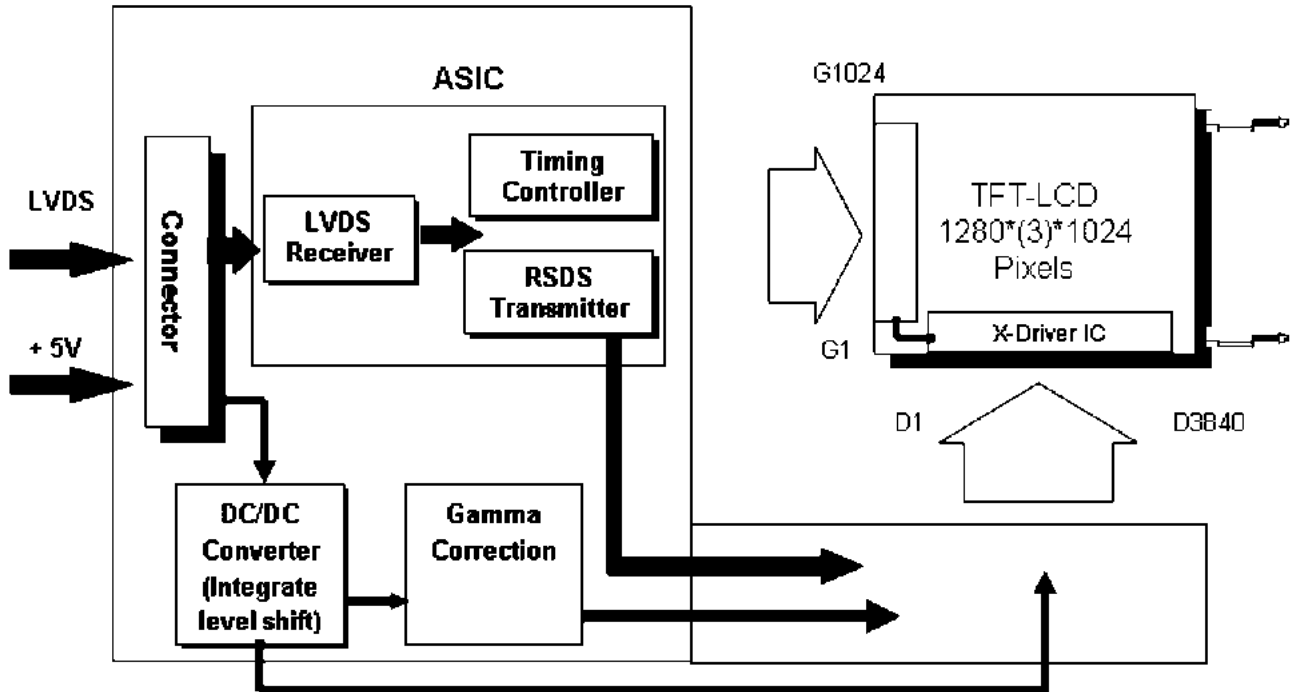 ASIC
G1024
Connector
LVDS
Timing
Controller
LVDS
Receiver
RSDS
Transmitter
TFT-LCD
1280*(3)*1024
Pixels
+ 5V
G1
X-Driver IC
D1
D3840
DC/DC
Converter
(Integrate
level shift)
Gamma
Correction